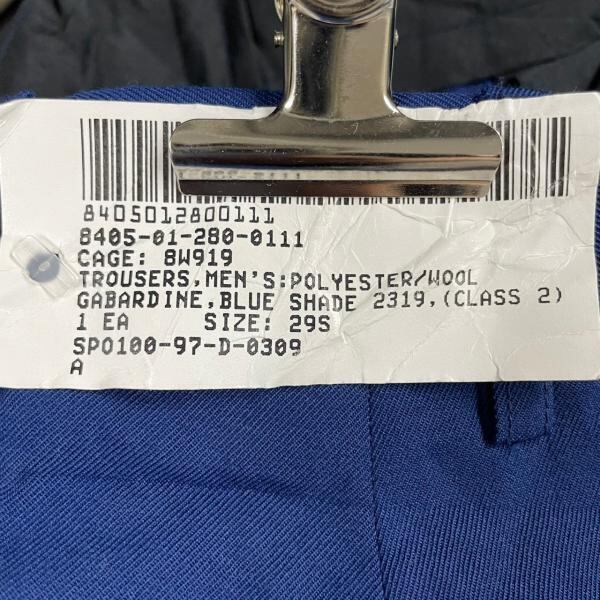 8405012800111
8405-01-280-0111
CAGE: 8W919
TROUSERS,MEN'S:POLYESTER/WOOL
GABARDINE,BLUE SHADE 2319,(CLASS 2)
1 EA SIZE: 29S
SPO100-97-D-0309
A